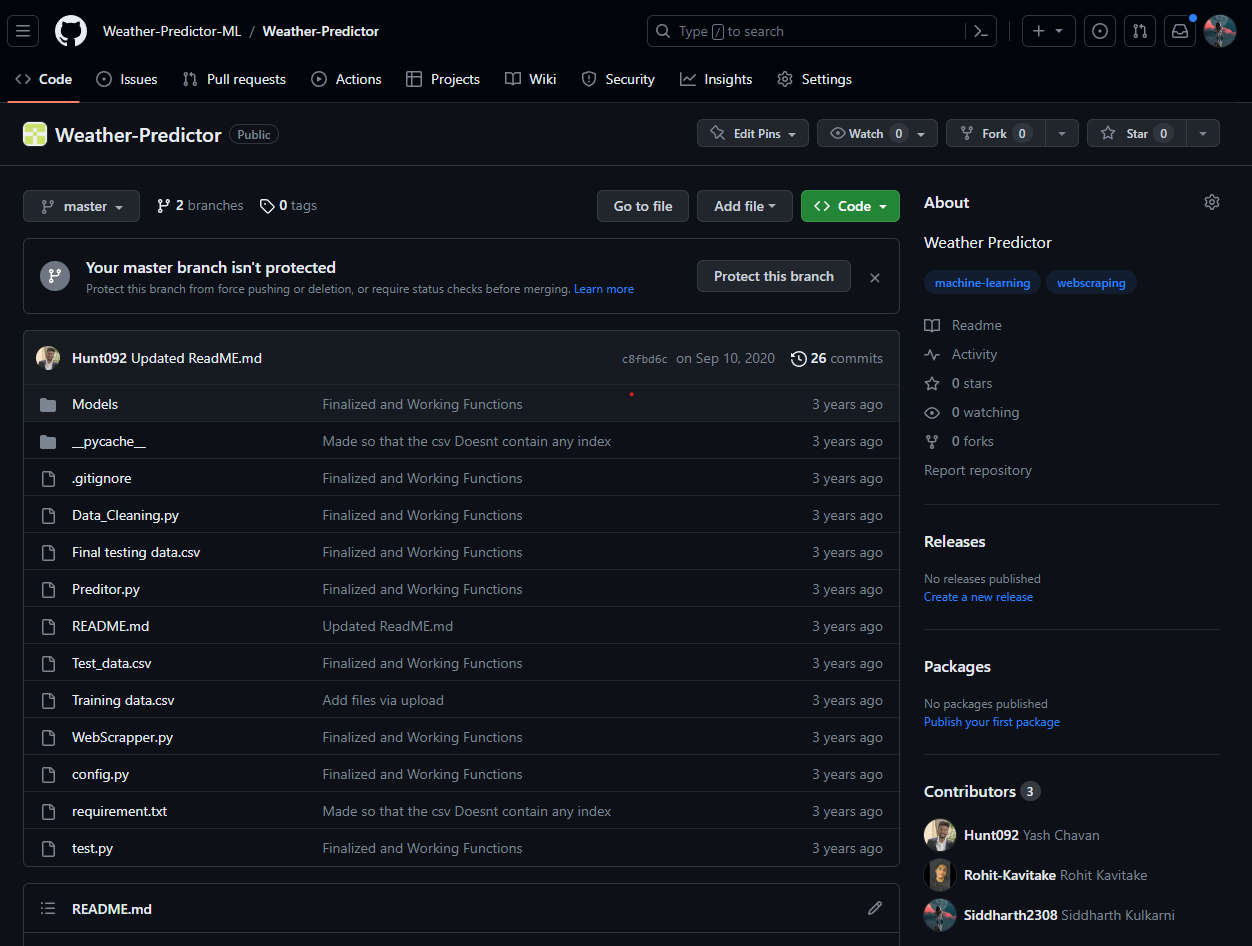 Weather-Predictor-ML / Weather-Predictor
Type / to search
Code Issues Pull requests Actions Projects Wiki Security Insights Settings
Weather-Predictor Public
Edit Pins Watch 0 Fork 0 Star 0
master 2 branches 0 tags Go to file Add file Code
Your master branch isn't protected
Protect this branch from force pushing or deletion, or require status checks before merging. Learn more
Protect this branch
Hunt092 Updated ReadME.md c8fbd6c on Sep 10, 2020 26 commits
Models Finalized and Working Functions 3 years ago
__pycache__ Made so that the csv Doesnt contain any index 3 years ago
.gitignore Finalized and Working Functions 3 years ago
Data_Cleaning.py Finalized and Working Functions 3 years ago
Final testing data.csv Finalized and Working Functions 3 years ago
Preditor.py Finalized and Working Functions 3 years ago
README.md Updated ReadME.md 3 years ago
Test_data.csv Finalized and Working Functions 3 years ago
Training data.csv Add files via upload 3 years ago
WebScrapper.py Finalized and Working Functions 3 years ago
config.py Finalized and Working Functions 3 years ago
requirement.txt Made so that the csv Doesnt contain any index 3 years ago
test.py Finalized and Working Functions 3 years ago
README.md
About
Weather Predictor
machine-learning webscraping
Readme
Activity
0 stars
0 watching
0 forks
Report repository
Releases
No releases published
Create a new release
Packages
No packages published
Publish your first package
Contributors 3
Hunt092 Yash Chavan
Rohit-Kavitake Rohit Kavitake
Siddharth2308 Siddharth Kulkarni